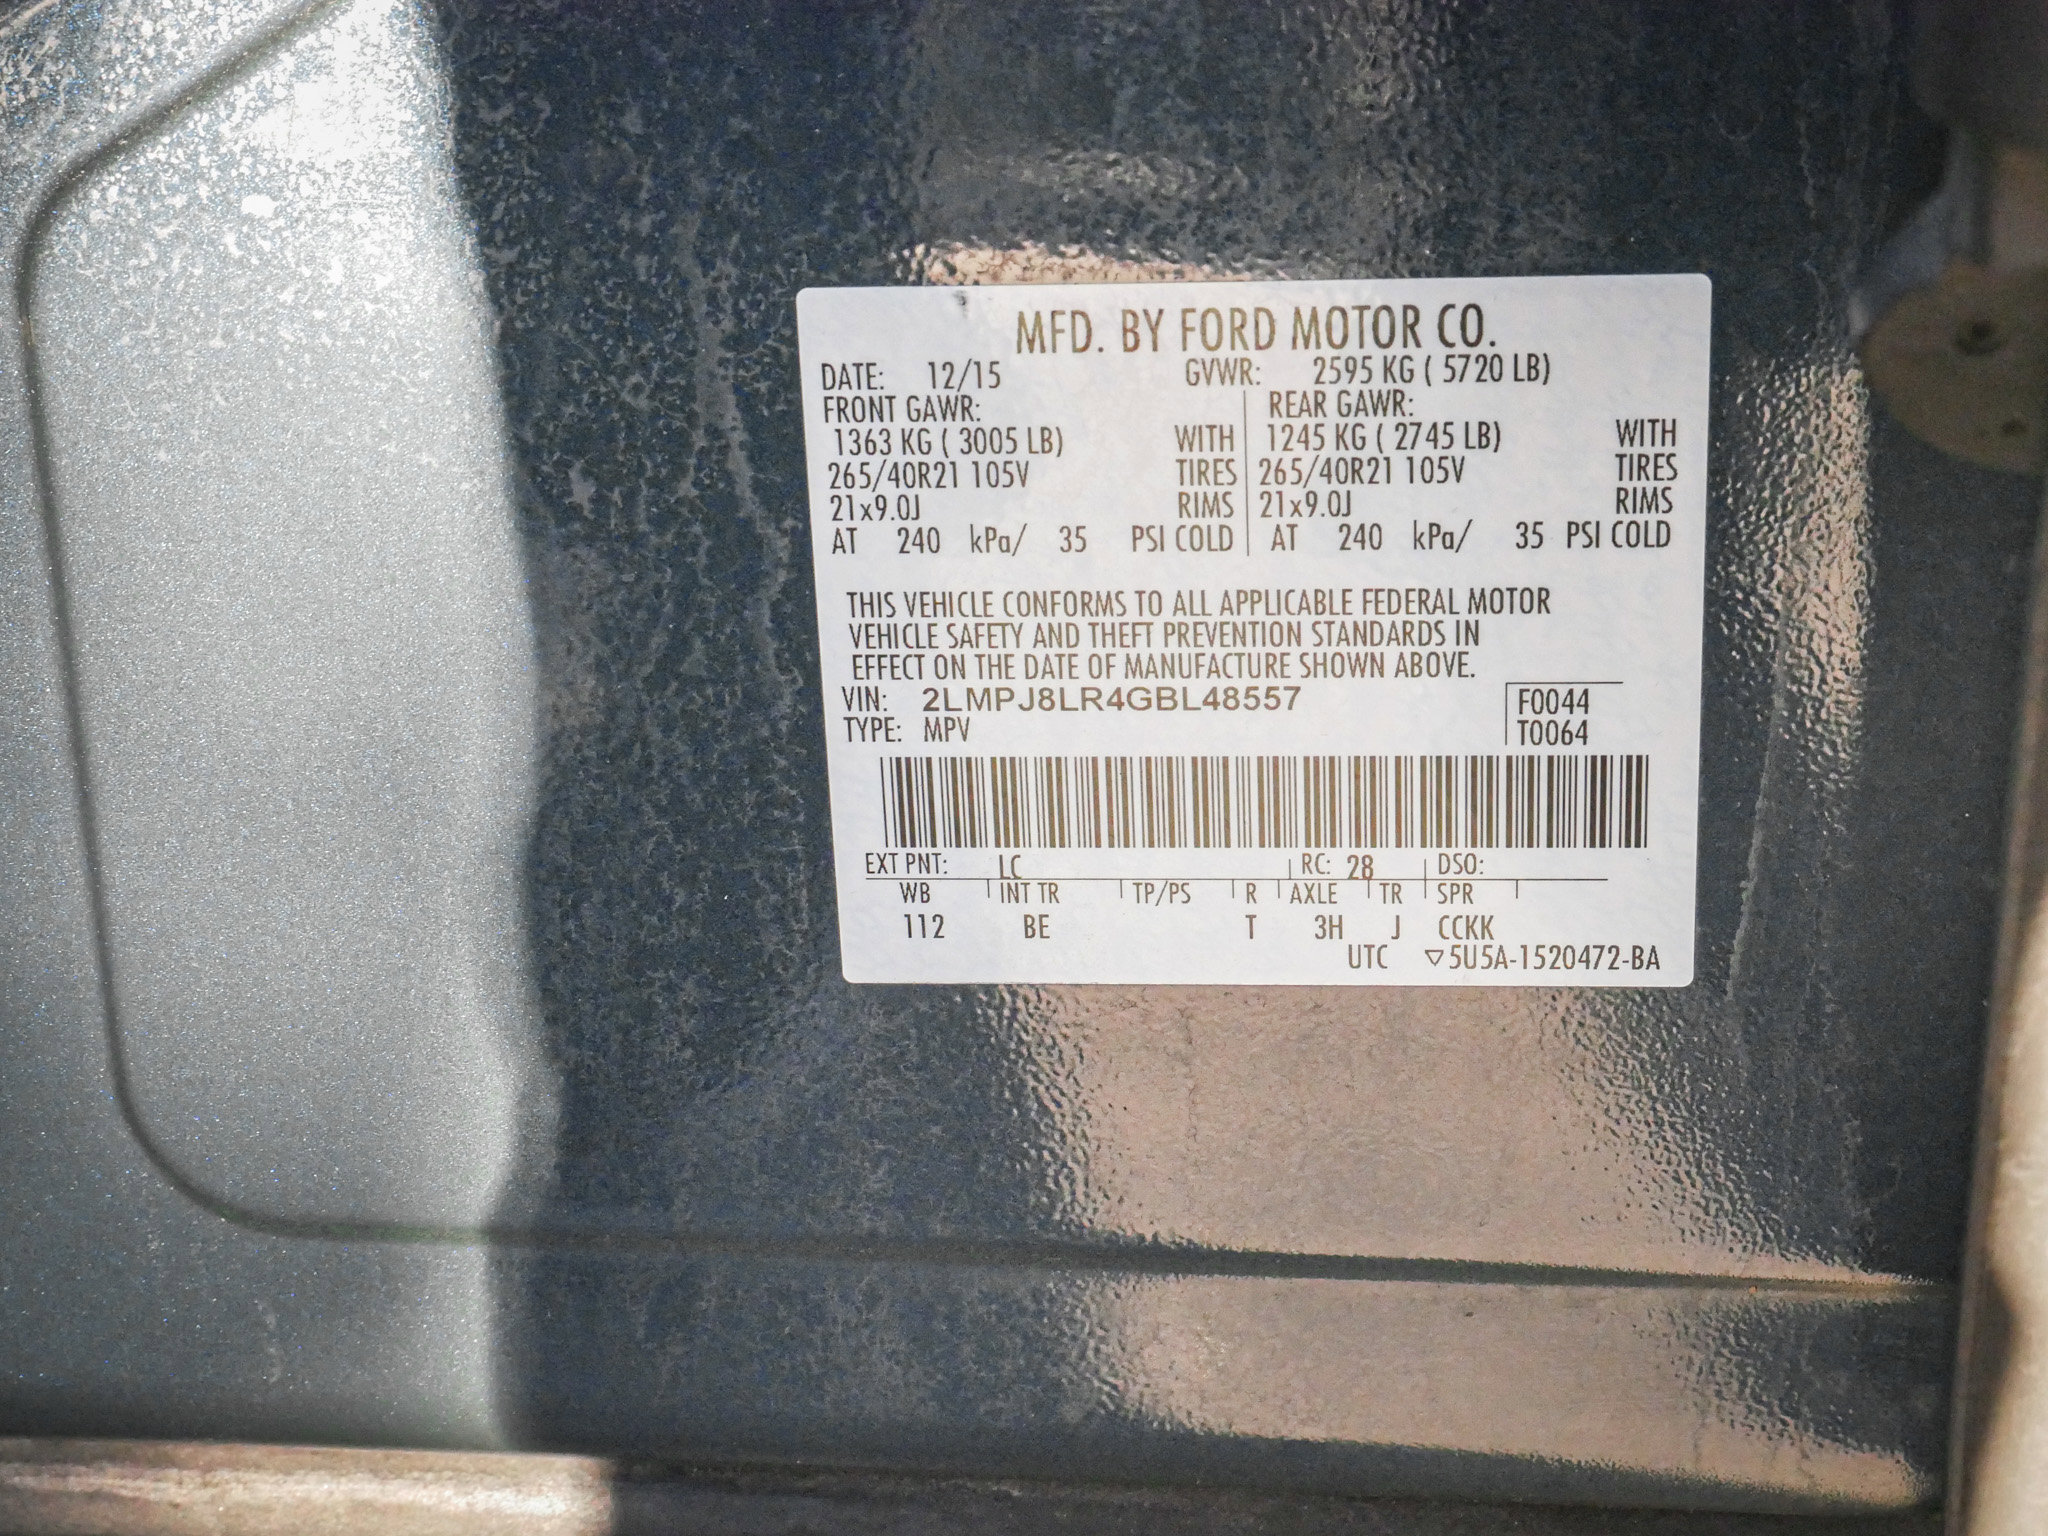 MFD. BY FORD MOTOR CO.
DATE: 12/15 GVWR: 2595 KG ( 5720 LB)
FRONT GAWR: REAR GAWR:
1363 KG ( 3005 LB) WITH 1245 KG ( 2745 LB) WITH
265/40R21 105V TIRES 265/40R21 105V TIRES
21x9.0J RIMS 21x9.0J RIMS
AT 240 kPa/ 35 PSI COLD AT 240 kPa/ 35 PSI COLD
THIS VEHICLE CONFORMS TO ALL APPLICABLE FEDERAL MOTOR
VEHICLE SAFETY AND THEFT PREVENTION STANDARDS IN
EFFECT ON THE DATE OF MANUFACTURE SHOWN ABOVE.
VIN: 2LMPJ8LR4GBL48557 F0044
TYPE: MPV T0064
EXT PNT: LC RC: 28 DSO:
WB INT TR TP/PS R AXLE TR SPR
112 BE T 3H J CCKK
UTC ▽5U5A-1520472-BA